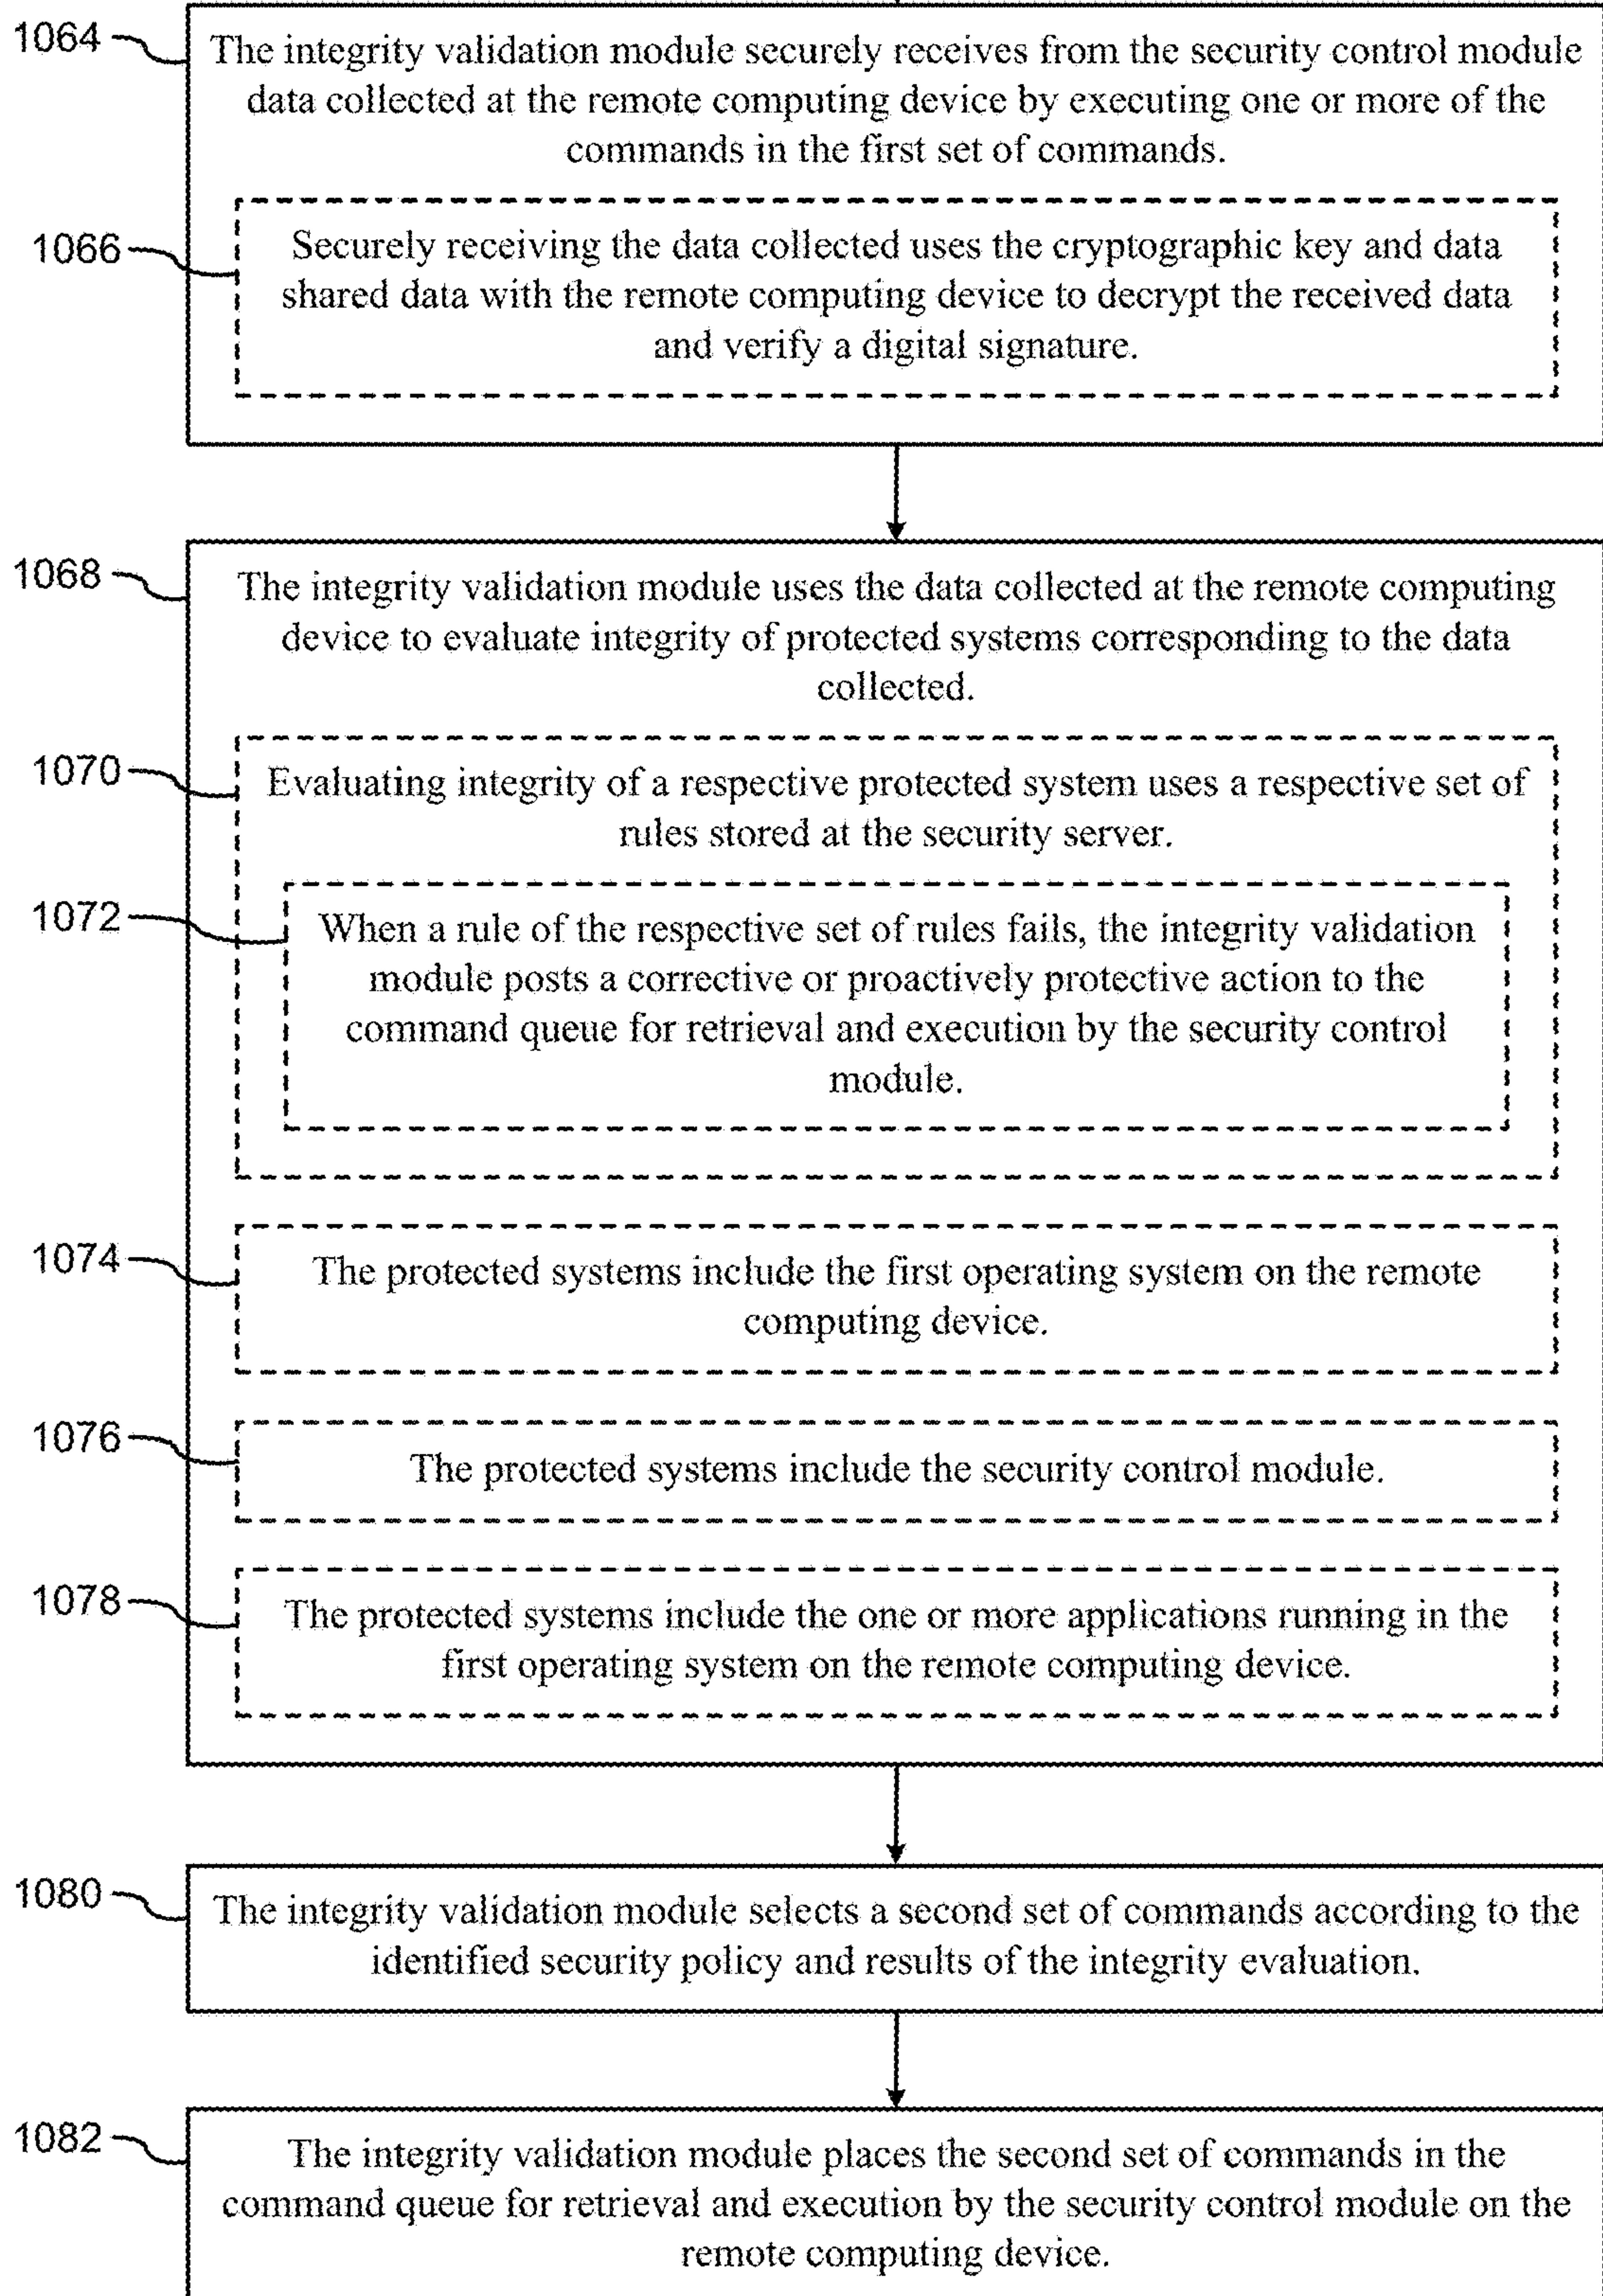 1064
The integrity validation module securely receives from the security control module
data collected at the remote computing device by executing one or more of the
commands in the first set of commands.
1066
Securely receiving the data collected uses the cryptographic key and data
shared data with the remote computing device to decrypt the received data
and verify a digital signature.
1068
The integrity validation module uses the data collected at the remote computing
device to evaluate integrity of protected systems corresponding to the data
collected.
1070
Evaluating integrity of a respective protected system uses a respective set of
rules stored at the security server.
1072
When a rule of the respective set of rules fails, the integrity validation
module posts a corrective or proactively protective action to the
command queue for retrieval and execution by the security control
module.
1074
The protected systems include the first operating system on the remote
computing device.
1076
The protected systems include the security control module.
1078
The protected systems include the one or more applications running in the
first operating system on the remote computing device.
1080
The integrity validation module selects a second set of commands according to the
identified security policy and results of the integrity evaluation.
1082
The integrity validation module places the second set of commands in the
command queue for retrieval and execution by the security control module on the
remote computing device.